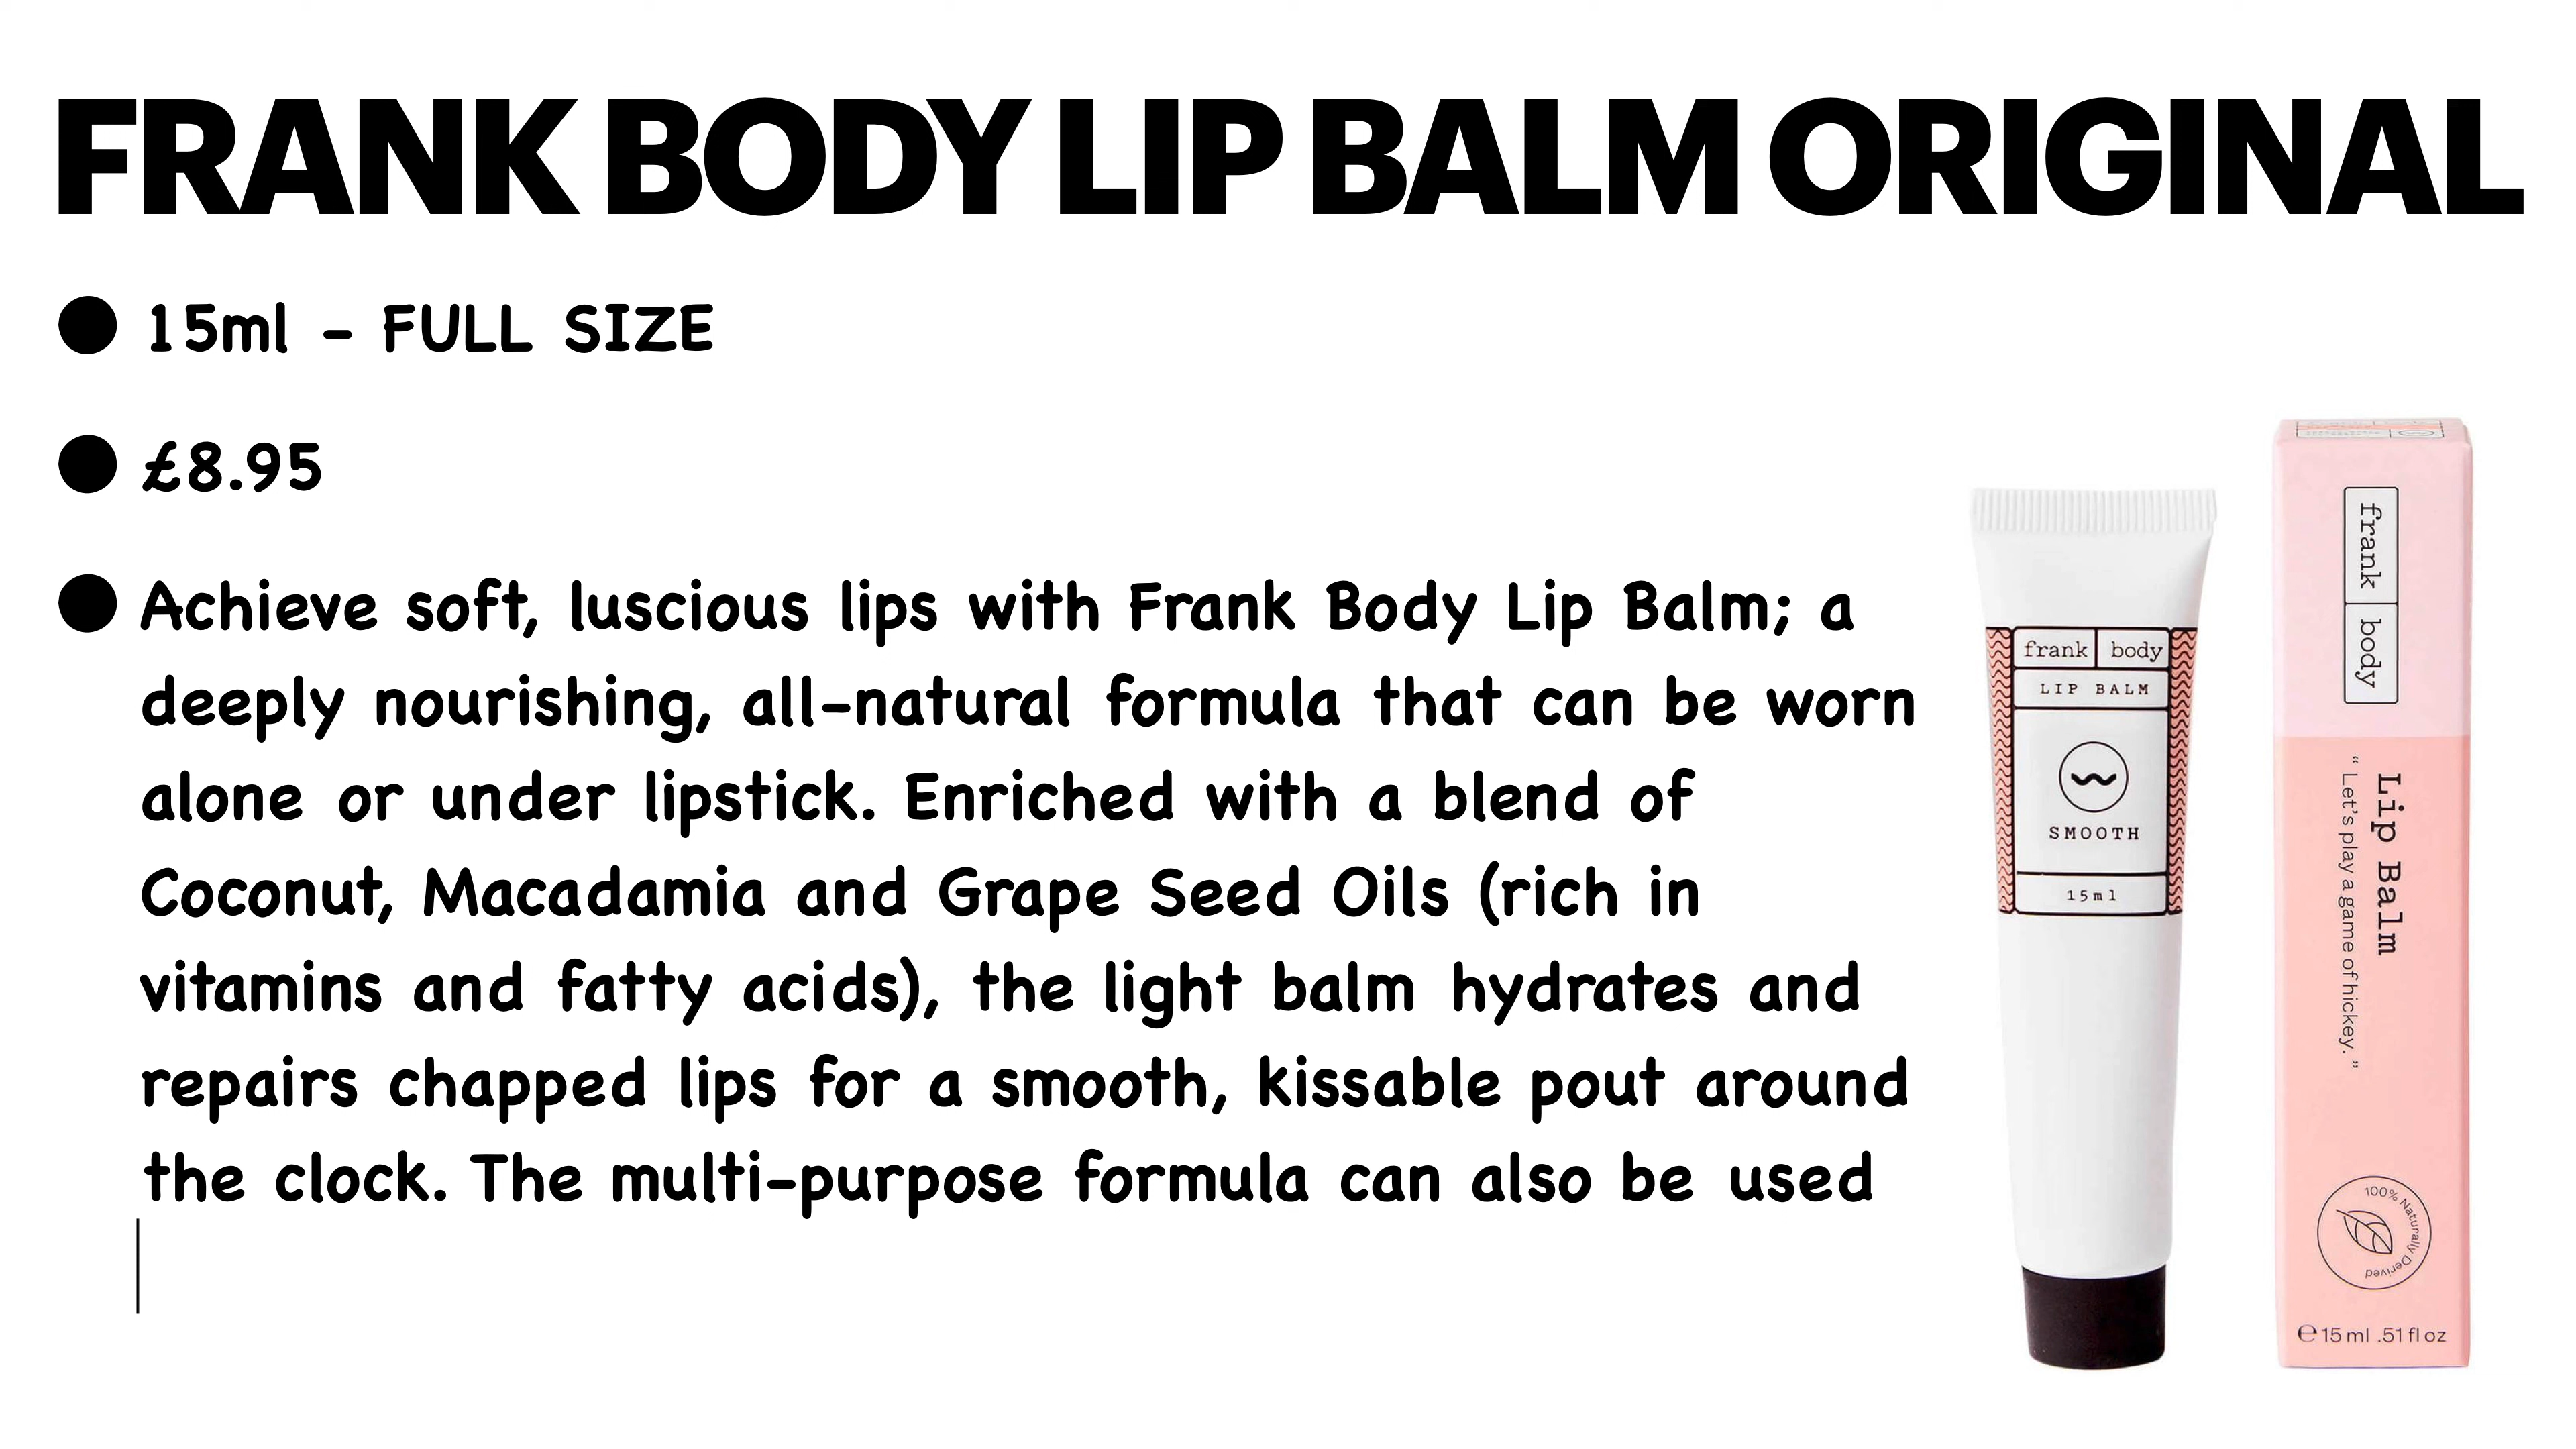 FRANK BODY LIP BALM ORIGINAL
● 15ml - FULL SIZE
● £8.95
● Achieve soft, luscious lips with Frank Body Lip Balm; a
deeply nourishing, all-natural formula that can be worn
alone or under lipstick. Enriched with a blend of
Coconut, Macadamia and Grape Seed Oils (rich in
vitamins and fatty acids), the light balm hydrates and
repairs chapped lips for a smooth, kissable pout around
the clock. The multi-purpose formula can also be used
frank body
LIP BALM
SMOOTH
15ml
frank body
Lip Balm
“Let's play a game of hickey.”
100% Naturally Derived
℮ 15 ml .51 fl oz